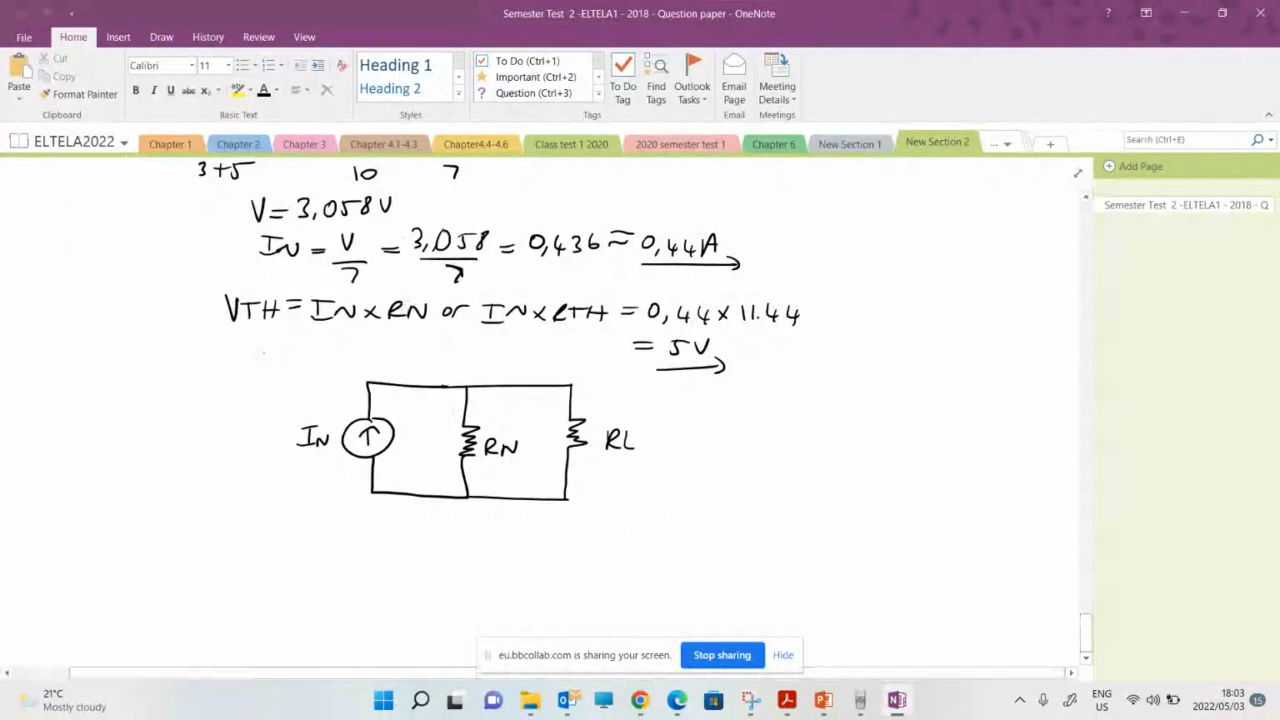 Semester Test 2 -ELTELA1 - 2018 - Question paper - OneNote
File Home Insert Draw History Review View
Paste
Cut
Copy
Format Painter
Clipboard
Calibri 11
B I U abc X₂ A
Basic Text
Heading 1
Heading 2
Styles
To Do (Ctrl+1)
Important (Ctrl+2)
Question (Ctrl+3)
To Do Tag
Find Tags
Outlook Tasks
Tags
Email Page
Email
Meeting Details
Meetings
ELTELA2022
Chapter 1 Chapter 2 Chapter 3 Chapter 4.1-4.3 Chapter4.4-4.6 Class test 1 2020 2020 semester test 1 Chapter 6 New Section 1 New Section 2 ...
Search (Ctrl+E)
Add Page
Semester Test 2 -ELTELA1 - 2018 - Q
3+5 10 7
V = 3,058V
IN = V/7 = 3,058/7 = 0,436 ≈ 0,44A
VTH = IN x RN or IN x RTH = 0,44 x 11.44
= 5V
IN RN RL
eu.bbcollab.com is sharing your screen. Stop sharing Hide
21°C
Mostly cloudy
ENG
US
18:03
2022/05/03
15